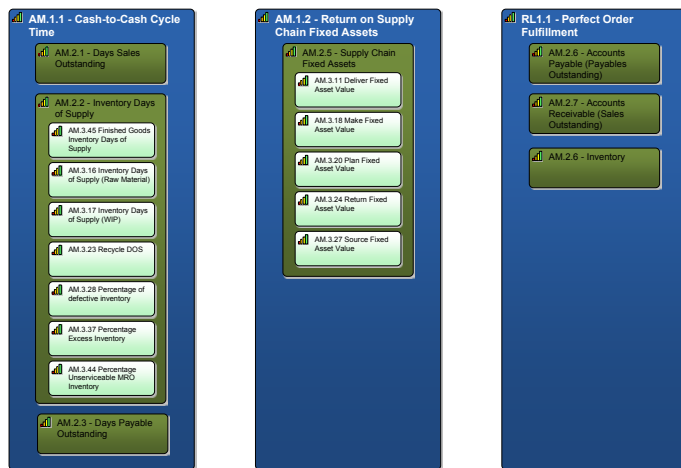 AM.1.1 - Cash-to-Cash Cycle
Time
AM.2.1 - Days Sales
Outstanding
AM.2.2 - Inventory Days
of Supply
AM.3.45 Finished Goods
Inventory Days of
Supply
AM.3.16 Inventory Days
of Supply (Raw Material)
AM.3.17 Inventory Days
of Supply (WIP)
AM.3.23 Recycle DOS
AM.3.28 Percentage of
defective inventory
AM.3.37 Percentage
Excess Inventory
AM.3.44 Percentage
Unserviceable MRO
Inventory
AM.2.3 - Days Payable
Outstanding
AM.1.2 - Return on Supply
Chain Fixed Assets
AM.2.5 - Supply Chain
Fixed Assets
AM.3.11 Deliver Fixed
Asset Value
AM.3.18 Make Fixed
Asset Value
AM.3.20 Plan Fixed
Asset Value
AM.3.24 Return Fixed
Asset Value
AM.3.27 Source Fixed
Asset Value
RL1.1 - Perfect Order
Fulfillment
AM.2.6 - Accounts
Payable (Payables
Outstanding)
AM.2.7 - Accounts
Receivable (Sales
Outstanding)
AM.2.6 - Inventory